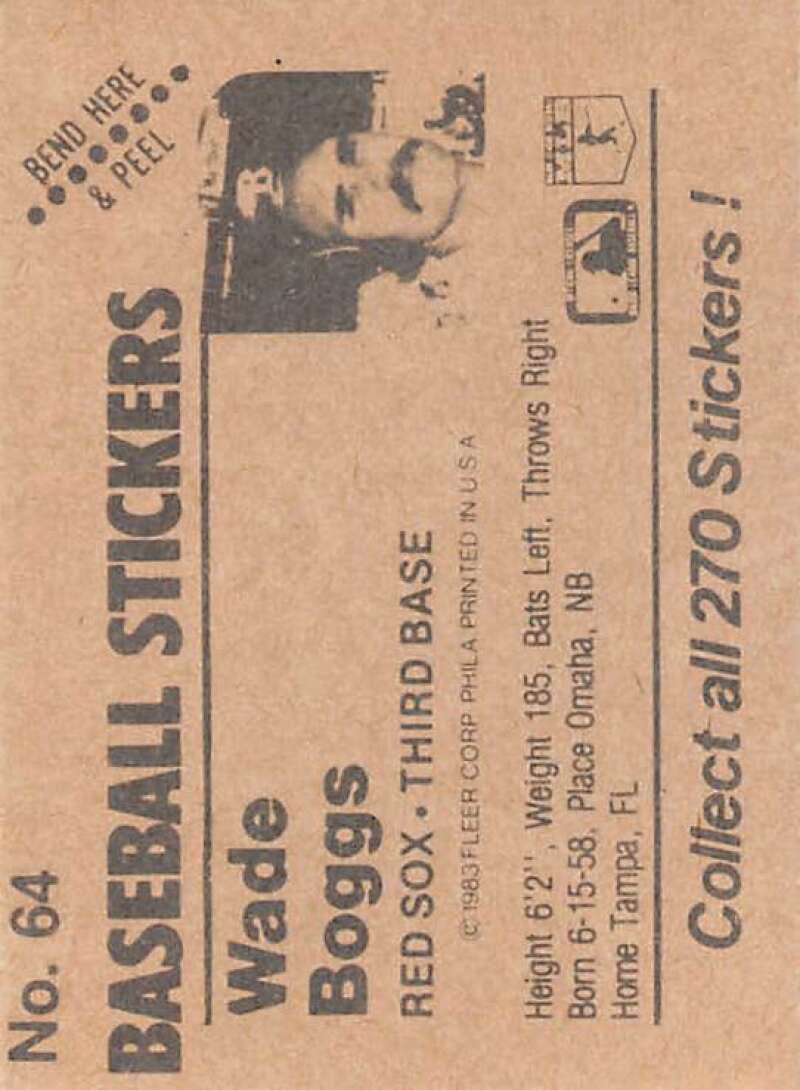 No. 64
BEND HERE
& PEEL
BASEBALL STICKERS
Wade
Boggs
RED SOX • THIRD BASE
© 1983 FLEER CORP PHILA PRINTED IN U S A
Height 6'2'', Weight 185, Bats Left, Throws Right
Born 6-15-58, Place Omaha, NB
Home Tampa, FL
Collect all 270 Stickers!
B